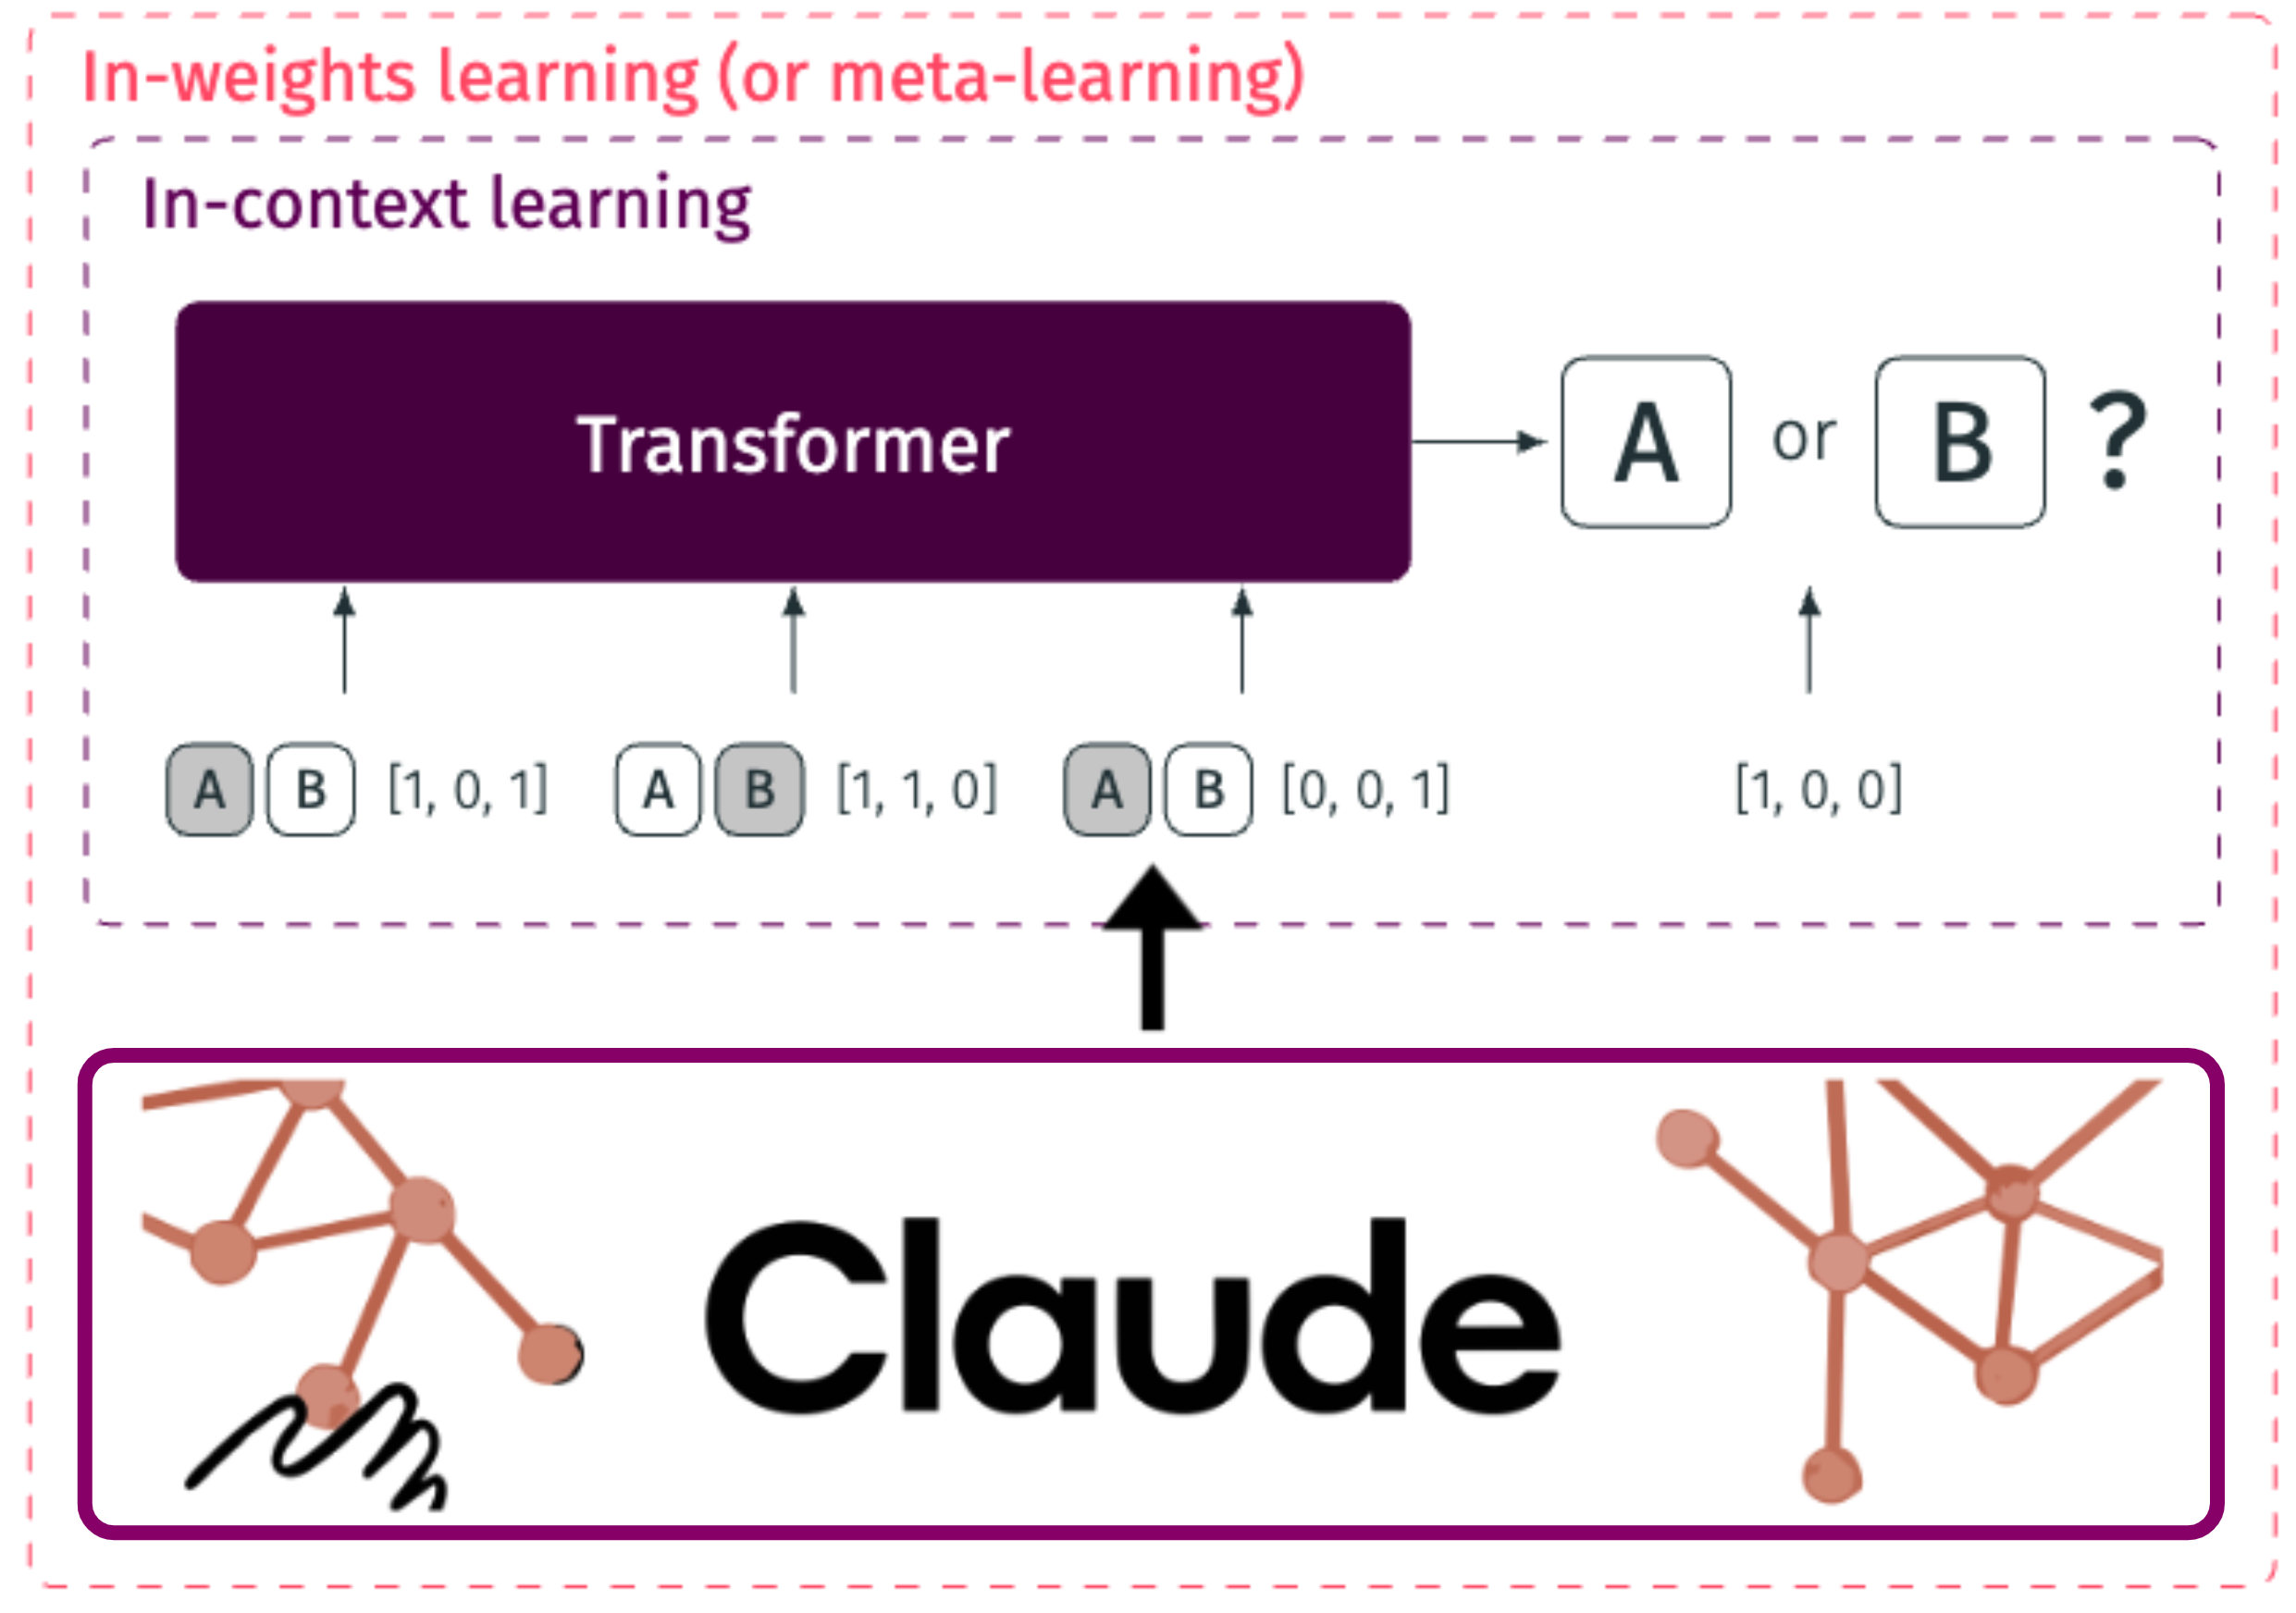 In-weights learning (or meta-learning)
In-context learning
Transformer
A or B ?
A B [1, 0, 1] A B [1, 1, 0] A B [0, 0, 1] [1, 0, 0]
Claude